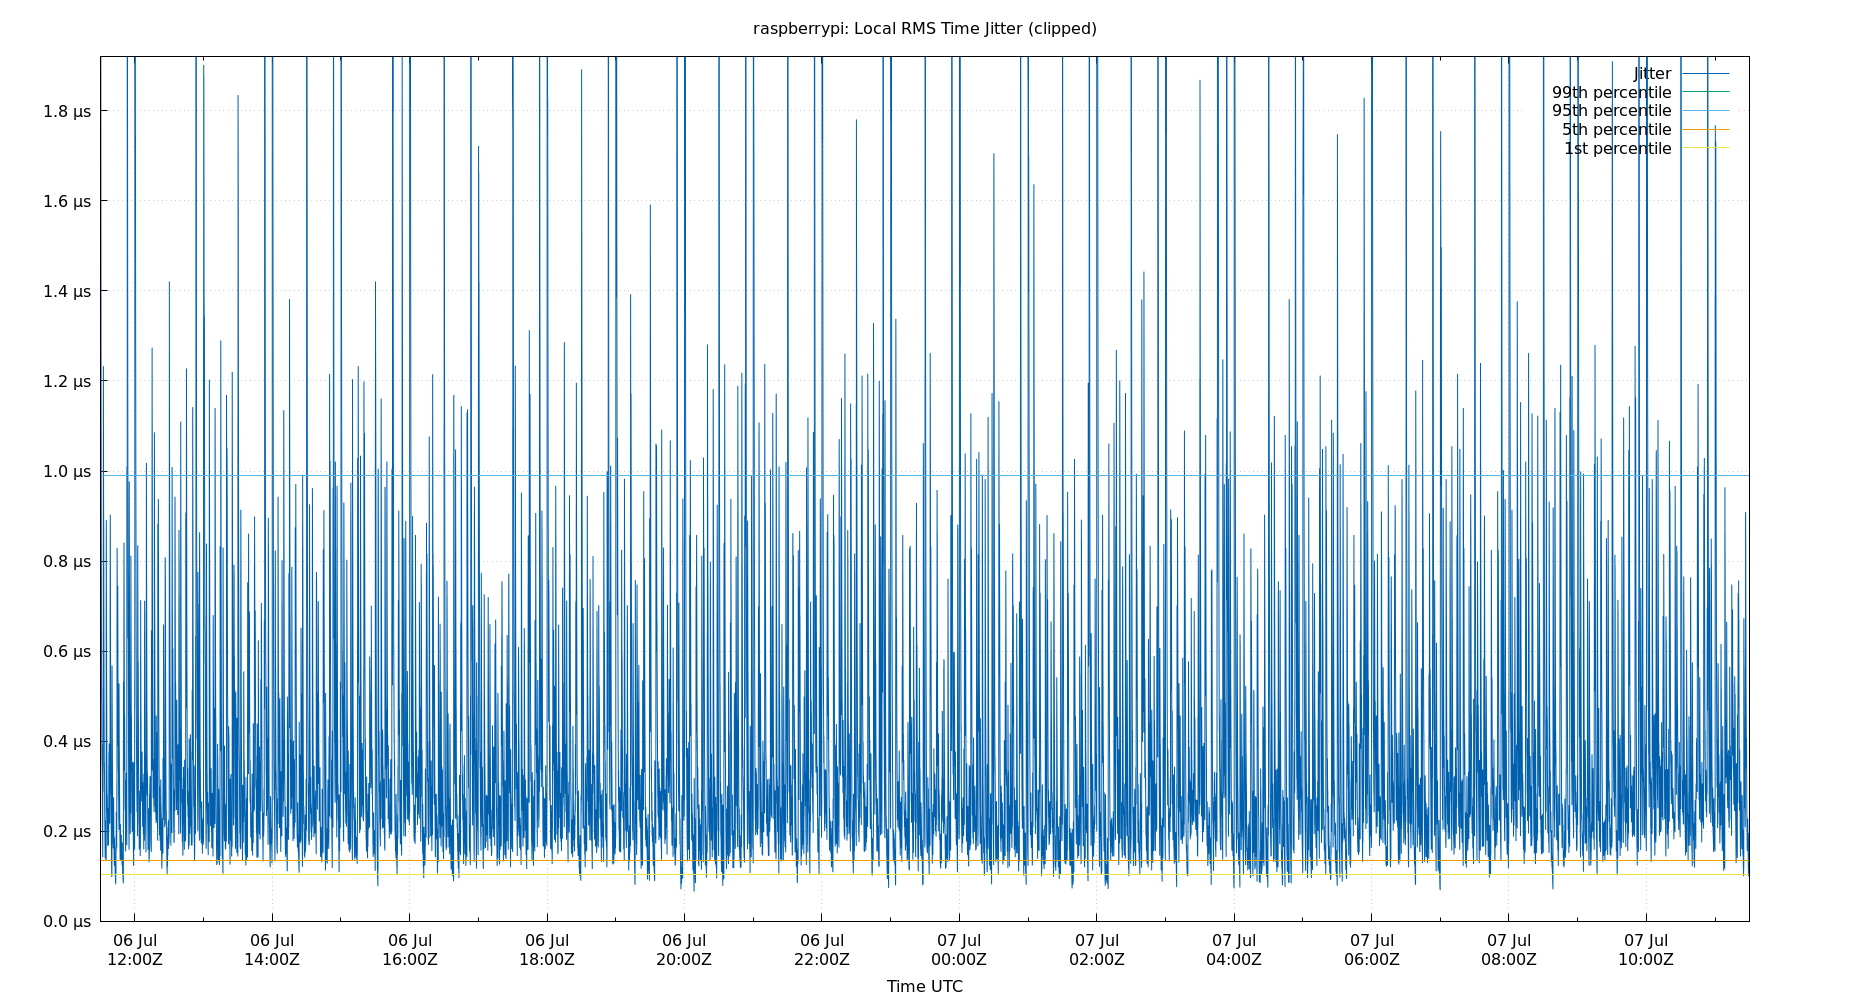 raspberrypi: Local RMS Time Jitter (clipped)
Jitter
99th percentile
95th percentile
5th percentile
1st percentile
1.8 µs
1.6 µs
1.4 µs
1.2 µs
1.0 µs
0.8 µs
0.6 µs
0.4 µs
0.2 µs
0.0 µs
06 Jul 06 Jul 06 Jul 06 Jul 06 Jul 06 Jul 07 Jul 07 Jul 07 Jul 07 Jul 07 Jul 07 Jul
12:00Z 14:00Z 16:00Z 18:00Z 20:00Z 22:00Z 00:00Z 02:00Z 04:00Z 06:00Z 08:00Z 10:00Z
Time UTC